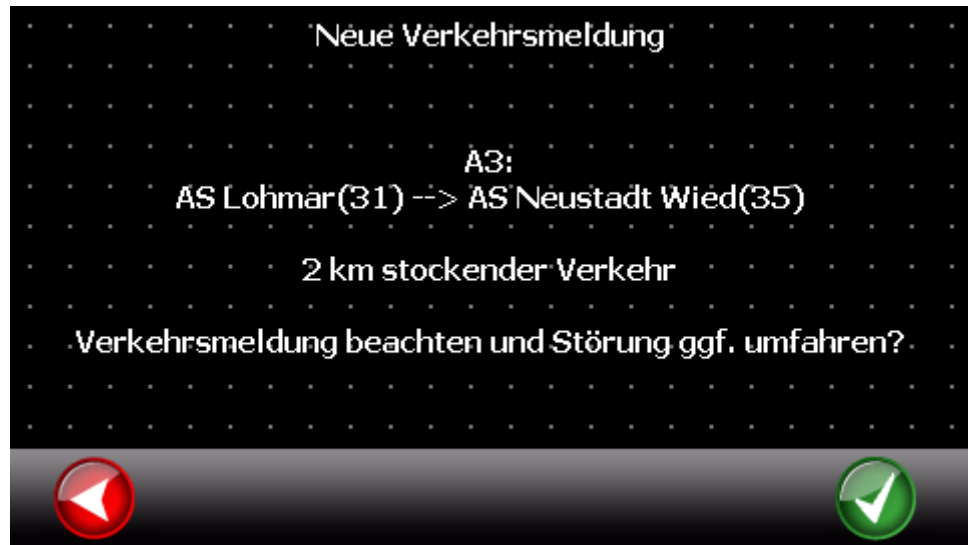 Neue Verkehrsmeldung
A3:
AS Lohmar(31) --> AS Neustadt Wied(35)
2 km stockender Verkehr
Verkehrsmeldung beachten und Störung ggf. umfahren?